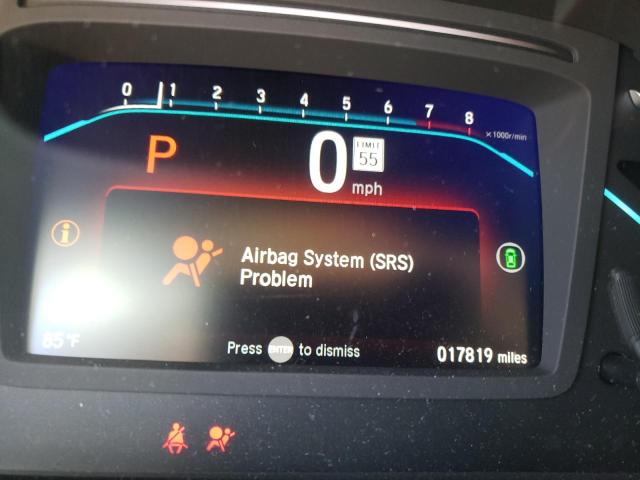 0 1 2 3 4 5 6 7 8
x1000r/min
P 0 LIMIT 55
mph
i
Airbag System (SRS)
Problem
Press ENTER to dismiss
85°F
017819 miles